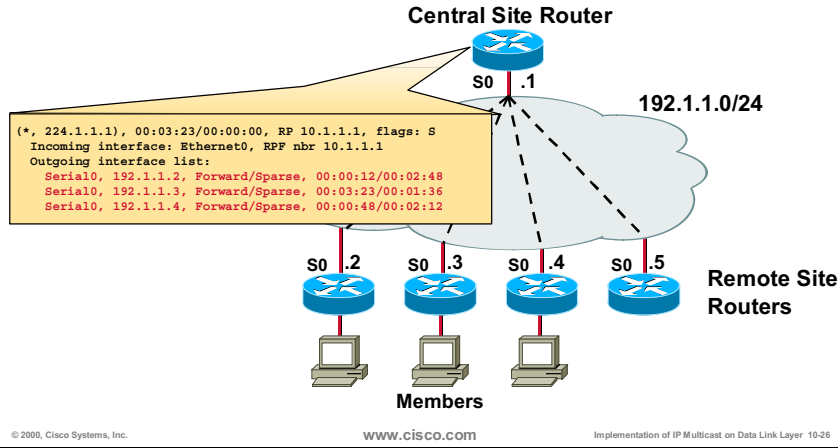 Central Site Router
S0 .1
192.1.1.0/24
(*, 224.1.1.1), 00:03:23/00:00:00, RP 10.1.1.1, flags: S
Incoming interface: Ethernet0, RPF nbr 10.1.1.1
Outgoing interface list:
Serial0, 192.1.1.2, Forward/Sparse, 00:00:12/00:02:48
Serial0, 192.1.1.3, Forward/Sparse, 00:03:23/00:01:36
Serial0, 192.1.1.4, Forward/Sparse, 00:00:48/00:02:12
S0 .2
S0 .3
S0 .4
S0 .5
Remote Site
Routers
Members
© 2000, Cisco Systems, Inc.
www.cisco.com
Implementation of IP Multicast on Data Link Layer 10-26